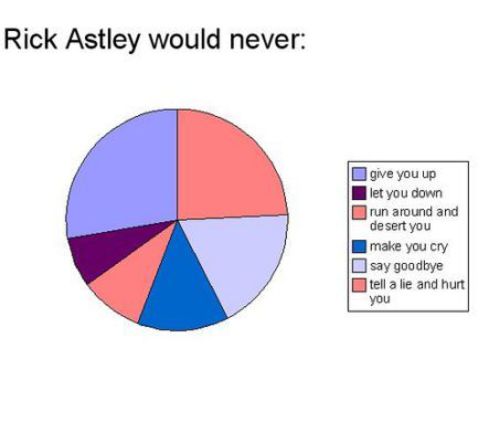 Rick Astley would never:
give you up
let you down
run around and
desert you
make you cry
say goodbye
tell a lie and hurt
you